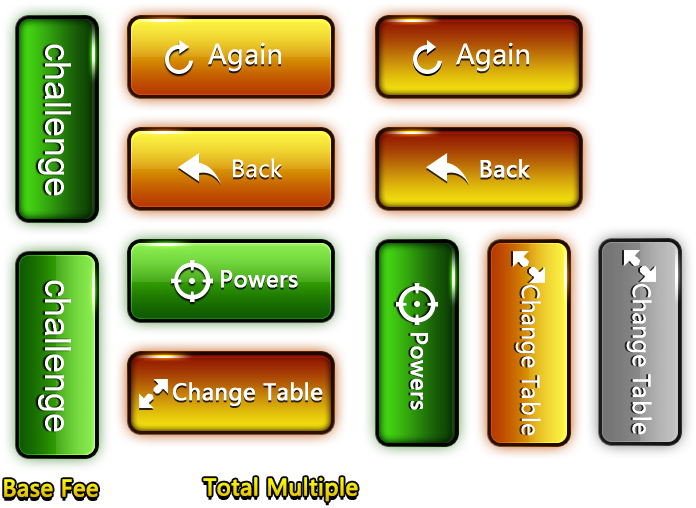 challenge
Again
Again
Back
Back
challenge
Powers
Powers
Change Table
Change Table
Change Table
Base Fee
Total Multiple